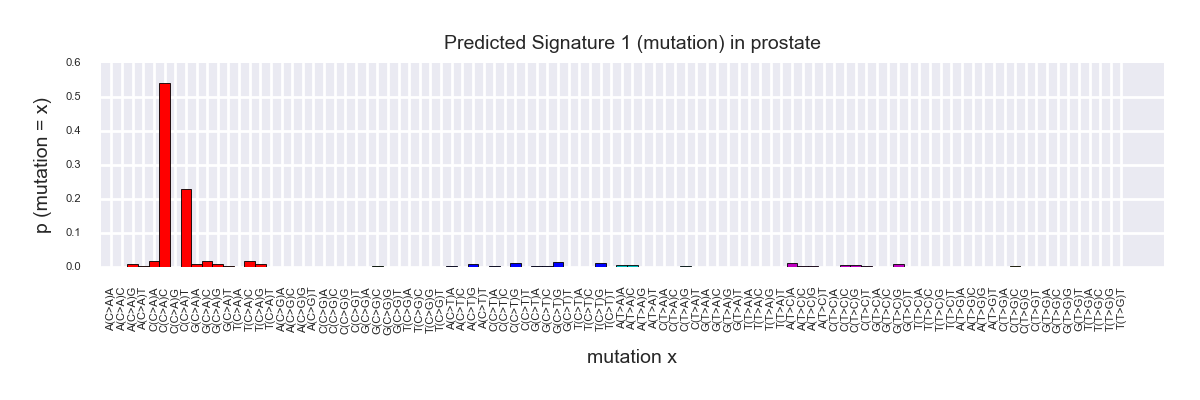 Predicted Signature 1 (mutation) in prostate
p (mutation = x)
0.6
0.5
0.4
0.3
0.2
0.1
0.0
A(C>A)A
A(C>A)C
A(C>A)G
A(C>A)T
C(C>A)A
C(C>A)C
C(C>A)G
C(C>A)T
G(C>A)A
G(C>A)C
G(C>A)G
G(C>A)T
T(C>A)A
T(C>A)C
T(C>A)G
T(C>A)T
A(C>G)A
A(C>G)C
A(C>G)G
A(C>G)T
C(C>G)A
C(C>G)C
C(C>G)G
C(C>G)T
G(C>G)A
G(C>G)C
G(C>G)G
G(C>G)T
T(C>G)A
T(C>G)C
T(C>G)G
T(C>G)T
A(C>T)A
A(C>T)C
A(C>T)G
A(C>T)T
C(C>T)A
C(C>T)C
C(C>T)G
C(C>T)T
G(C>T)A
G(C>T)C
G(C>T)G
G(C>T)T
T(C>T)A
T(C>T)C
T(C>T)G
T(C>T)T
A(T>A)A
A(T>A)C
A(T>A)G
A(T>A)T
C(T>A)A
C(T>A)C
C(T>A)G
C(T>A)T
G(T>A)A
G(T>A)C
G(T>A)G
G(T>A)T
T(T>A)A
T(T>A)C
T(T>A)G
T(T>A)T
A(T>C)A
A(T>C)C
A(T>C)G
A(T>C)T
C(T>C)A
C(T>C)C
C(T>C)G
C(T>C)T
G(T>C)A
G(T>C)C
G(T>C)G
G(T>C)T
T(T>C)A
T(T>C)C
T(T>C)G
T(T>C)T
A(T>G)A
A(T>G)C
A(T>G)G
A(T>G)T
C(T>G)A
C(T>G)C
C(T>G)G
C(T>G)T
G(T>G)A
G(T>G)C
G(T>G)G
G(T>G)T
T(T>G)A
T(T>G)C
T(T>G)G
T(T>G)T
mutation x